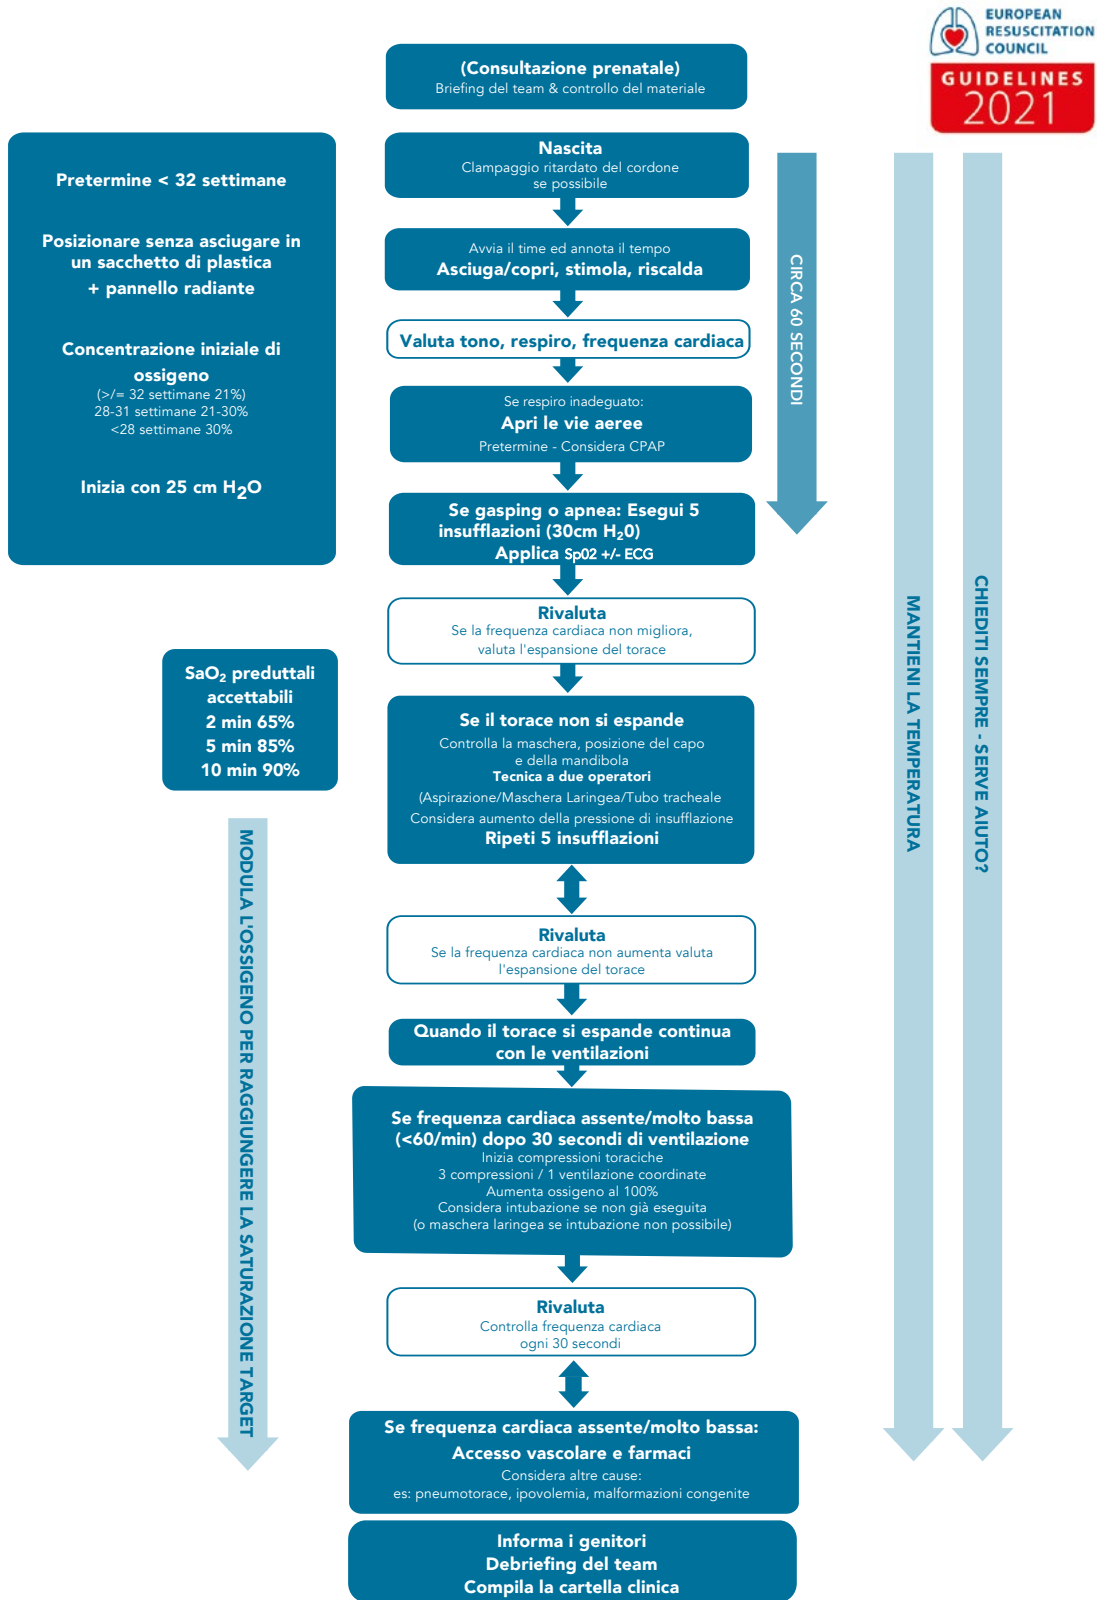 EUROPEAN
RESUSCITATION
COUNCIL
GUIDELINES
2021
(Consultazione prenatale)
Briefing del team & controllo del materiale
Nascita
Clampaggio ritardato del cordone
se possibile
Avvia il time ed annota il tempo
Asciuga/copri, stimola, riscalda
Valuta tono, respiro, frequenza cardiaca
Se respiro inadeguato:
Apri le vie aeree
Pretermine - Considera CPAP
Se gasping o apnea: Esegui 5
insufflazioni (30cm H₂0)
Applica Sp02 +/- ECG
Rivaluta
Se la frequenza cardiaca non migliora,
valuta l'espansione del torace
Se il torace non si espande
Controlla la maschera, posizione del capo
e della mandibola
Tecnica a due operatori
(Aspirazione/Maschera Laringea/Tubo tracheale
Considera aumento della pressione di insufflazione
Ripeti 5 insufflazioni
Rivaluta
Se la frequenza cardiaca non aumenta valuta
l'espansione del torace
Quando il torace si espande continua
con le ventilazioni
Se frequenza cardiaca assente/molto bassa
(<60/min) dopo 30 secondi di ventilazione
Inizia compressioni toraciche
3 compressioni / 1 ventilazione coordinate
Aumenta ossigeno al 100%
Considera intubazione se non già eseguita
(o maschera laringea se intubazione non possibile)
Rivaluta
Controlla frequenza cardiaca
ogni 30 secondi
Se frequenza cardiaca assente/molto bassa:
Accesso vascolare e farmaci
Considera altre cause:
es: pneumotorace, ipovolemia, malformazioni congenite
Informa i genitori
Debriefing del team
Compila la cartella clinica
Pretermine < 32 settimane
Posizionare senza asciugare in
un sacchetto di plastica
+ pannello radiante
Concentrazione iniziale di
ossigeno
(>/= 32 settimane 21%)
28-31 settimane 21-30%
<28 settimane 30%
Inizia con 25 cm H₂O
SaO₂ preduttali
accettabili
2 min 65%
5 min 85%
10 min 90%
MODULA L'OSSIGENO PER RAGGIUNGERE LA SATURAZIONE TARGET
CIRCA 60 SECONDI
MANTIENI LA TEMPERATURA
CHIEDITI SEMPRE - SERVE AIUTO?